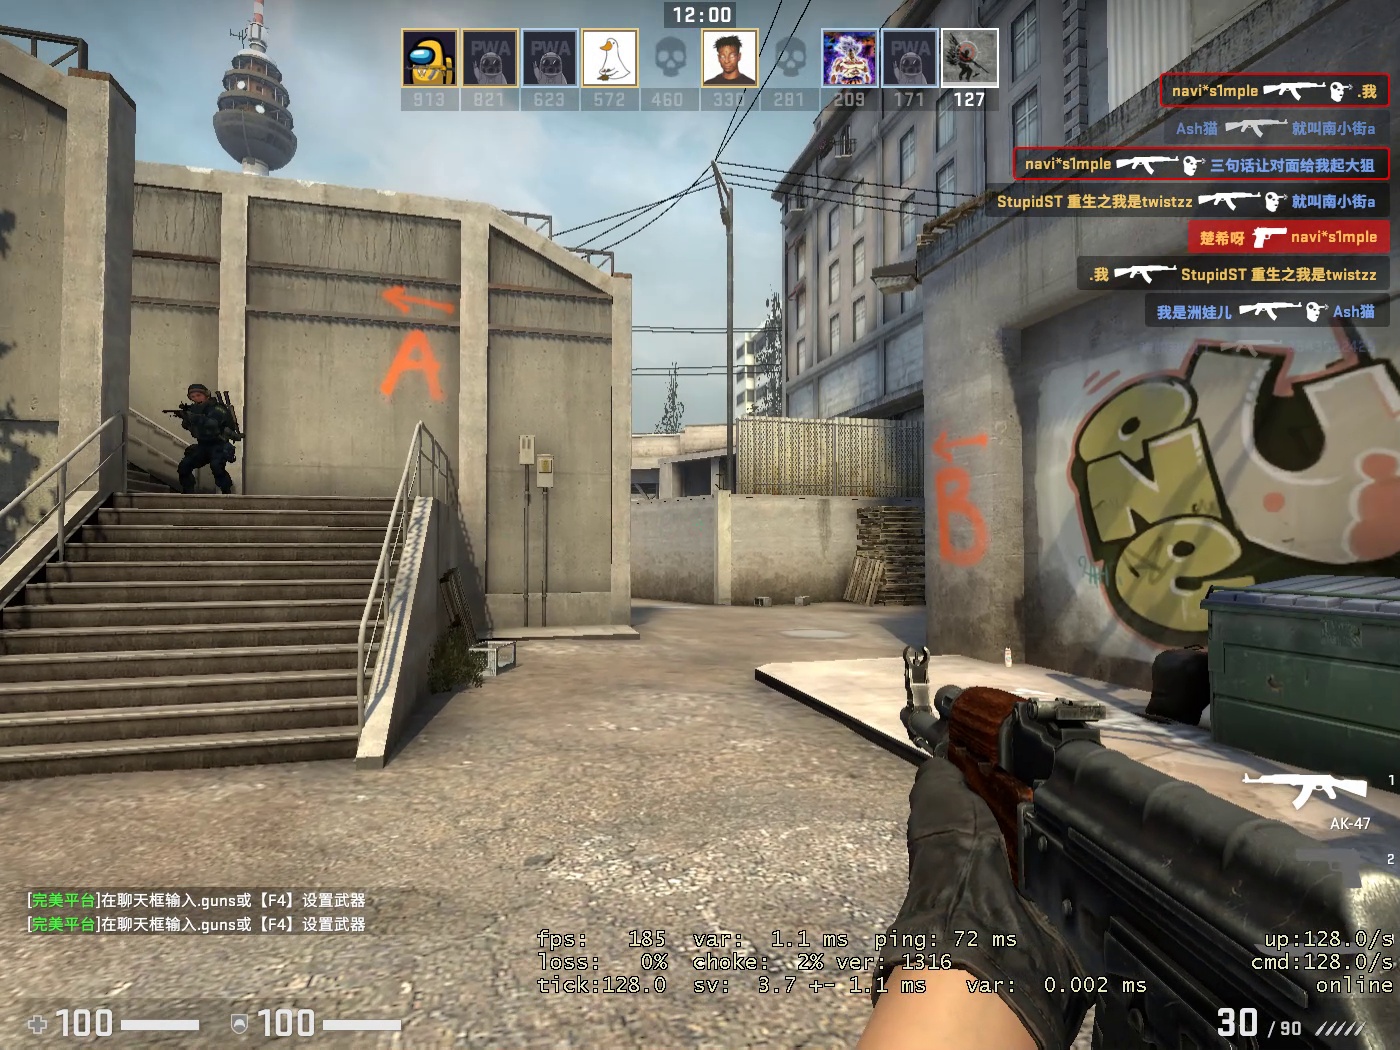 12:00
PWA PWA PWA
913 821 623 572 460 330 281 209 171 127
navi*s1mple .我
Ash猫 就叫南小街a
navi*s1mple 三句话让对面给我起大狙
StupidST 重生之我是twistzz 就叫南小街a
楚希呀 navi*s1mple
.我 StupidST 重生之我是twistzz
我是洲娃儿 Ash猫
A
B
1
AK-47
2
[完美平台]在聊天框输入.guns或【F4】设置武器
[完美平台]在聊天框输入.guns或【F4】设置武器
fps: 185 var: 1.1 ms ping: 72 ms up:128.0/s
loss: 0% choke: 2% ver: 1316 cmd:128.0/s
tick:128.0 sv: 3.7 +- 1.1 ms var: 0.002 ms online
100 100 30 / 90